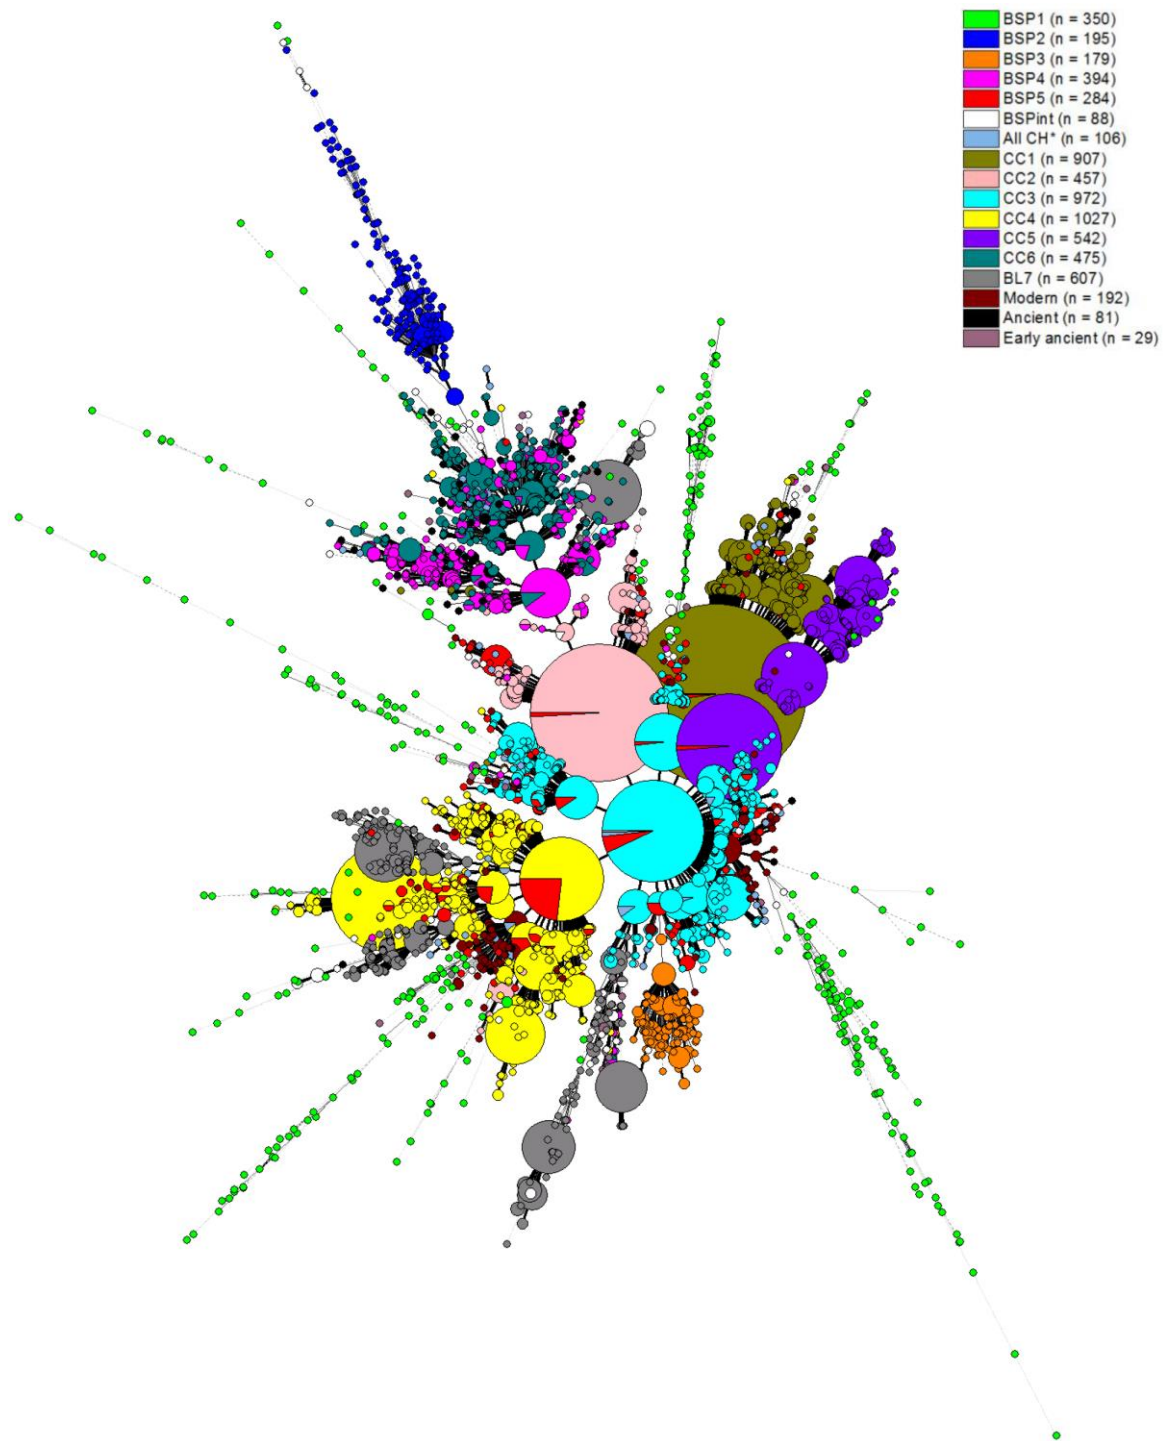 BSP1 (n = 350)
BSP2 (n = 195)
BSP3 (n = 179)
BSP4 (n = 394)
BSP5 (n = 284)
BSPint (n = 88)
All CH* (n = 106)
CC1 (n = 907)
CC2 (n = 457)
CC3 (n = 972)
CC4 (n = 1027)
CC5 (n = 542)
CC6 (n = 475)
BL7 (n = 607)
Modern (n = 192)
Ancient (n = 81)
Early ancient (n = 29)